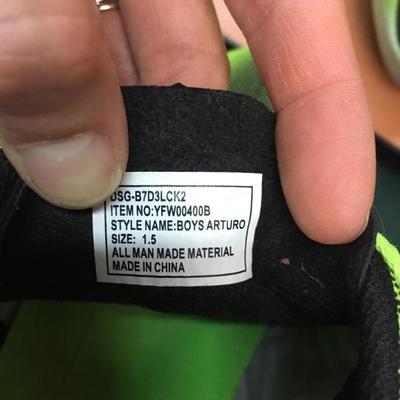 DSG-B7D3LCK2
ITEM NO:YFW00400B
STYLE NAME:BOYS ARTURO
SIZE: 1.5
ALL MAN MADE MATERIAL
MADE IN CHINA